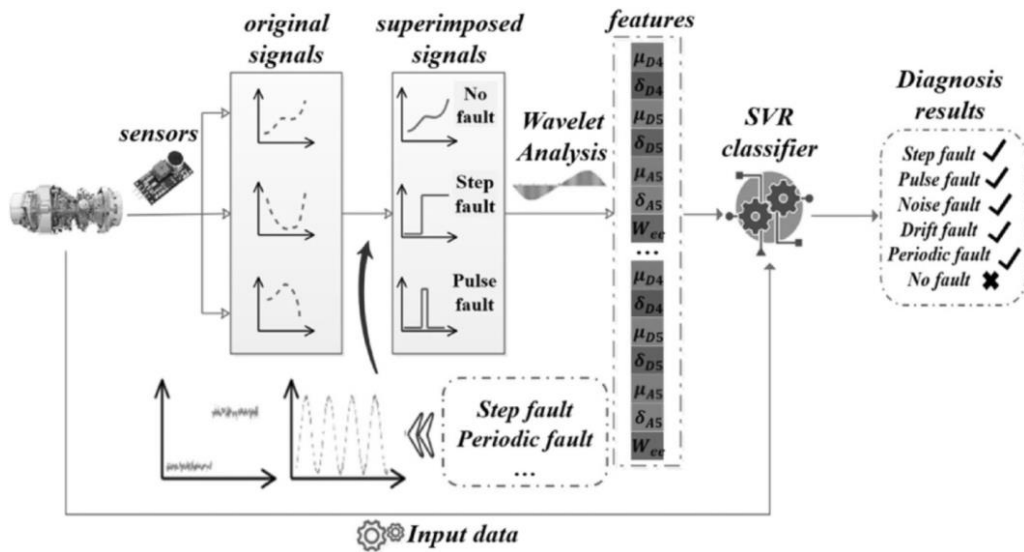 original
signals
superimposed
signals
features
sensors
No
fault
Step
fault
Pulse
fault
Wavelet
Analysis
μD4
δD4
μD5
δD5
μA5
δA5
Wee
...
μD4
δD4
μD5
δD5
μA5
δA5
Wee
SVR
classifier
Diagnosis
results
Step fault ✓
Pulse fault ✓
Noise fault ✓
Drift fault ✓
Periodic fault ✓
No fault ✖
Step fault
Periodic fault
...
Input data